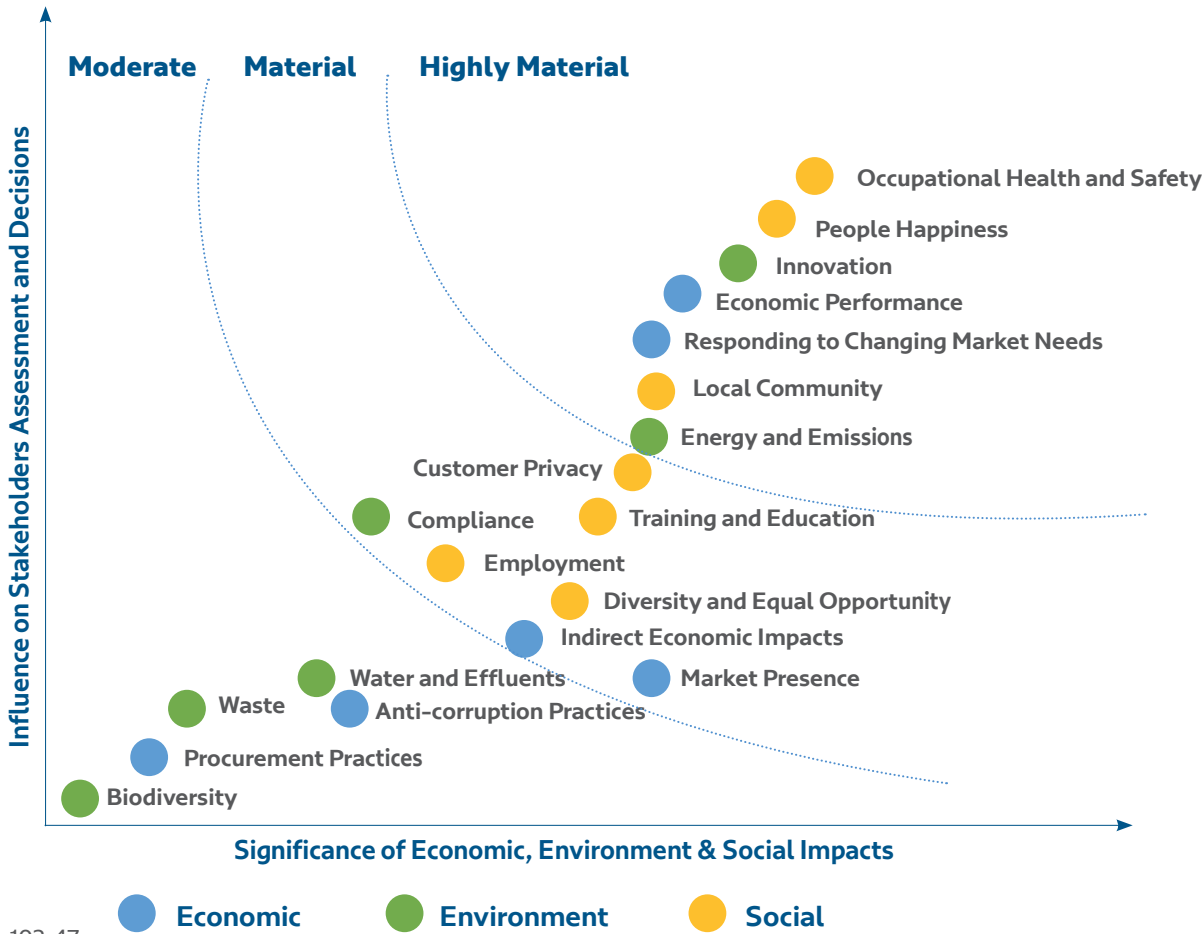 Moderate Material Highly Material
Influence on Stakeholders Assessment and Decisions
Occupational Health and Safety
People Happiness
Innovation
Economic Performance
Responding to Changing Market Needs
Local Community
Energy and Emissions
Customer Privacy
Compliance
Training and Education
Employment
Diversity and Equal Opportunity
Indirect Economic Impacts
Water and Effluents
Market Presence
Waste
Anti-corruption Practices
Procurement Practices
Biodiversity
Significance of Economic, Environment & Social Impacts
Economic Environment Social